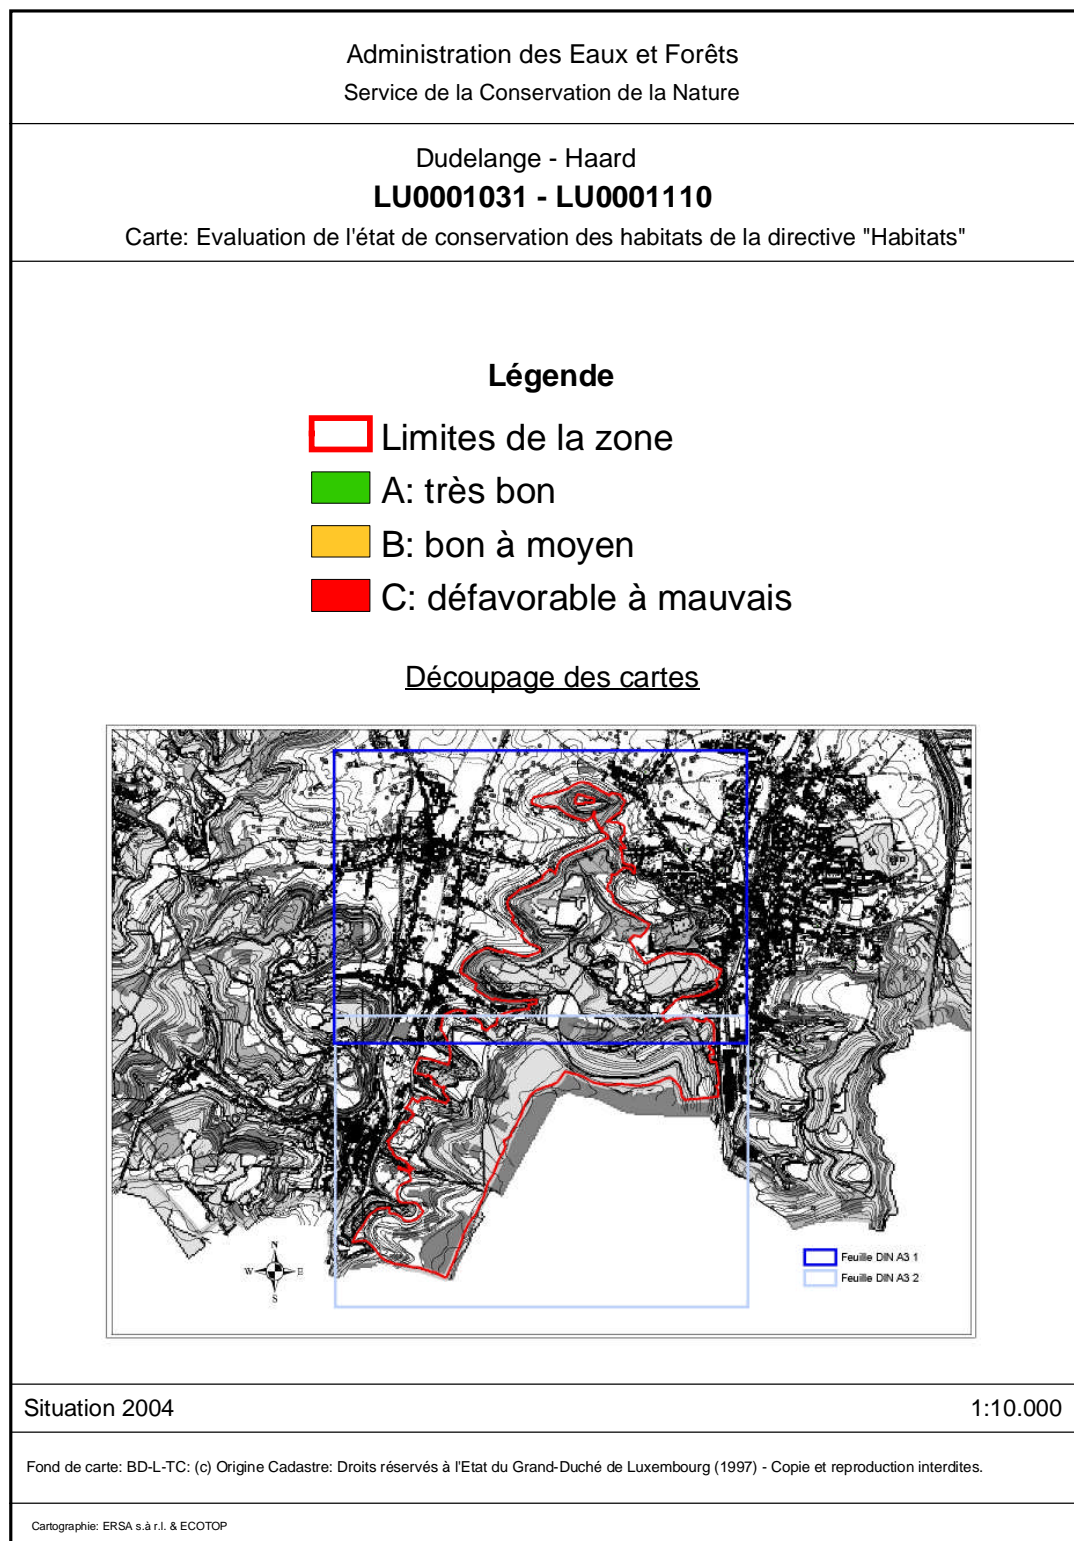 Administration des Eaux et Forêts
Service de la Conservation de la Nature
Dudelange - Haard
LU0001031 - LU0001110
Carte: Evaluation de l'état de conservation des habitats de la directive "Habitats"
Légende
Limites de la zone
A: très bon
B: bon à moyen
C: défavorable à mauvais
Découpage des cartes
N
W E
S
Feuille DIN A3 1
Feuille DIN A3 2
Situation 2004
1:10.000
Fond de carte: BD-L-TC: (c) Origine Cadastre: Droits réservés à l'Etat du Grand-Duché de Luxembourg (1997) - Copie et reproduction interdites.
Cartographie: ERSA s.à r.l. & ECOTOP